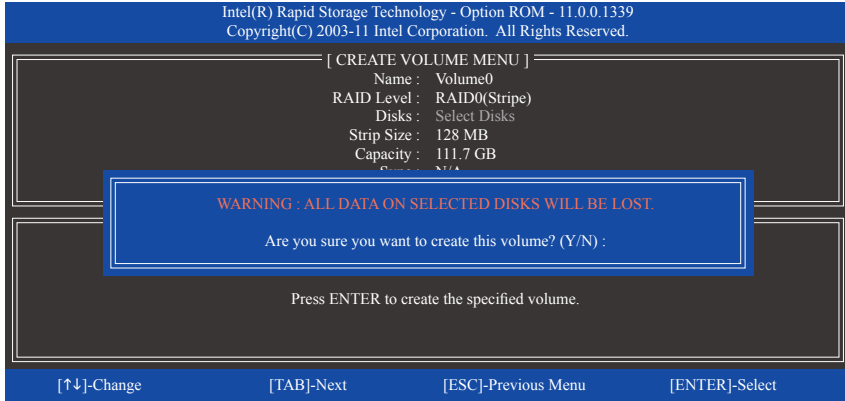 Intel(R) Rapid Storage Technology - Option ROM - 11.0.0.1339
Copyright(C) 2003-11 Intel Corporation.  All Rights Reserved.
[ CREATE VOLUME MENU ]
Name :   Volume0
RAID Level :   RAID0(Stripe)
Disks :   Select Disks
Strip Size :   128 MB
Capacity :   111.7 GB
N/A
WARNING : ALL DATA ON SELECTED DISKS WILL BE LOST.
Are you sure you want to create this volume? (Y/N) :
Press ENTER to create the specified volume.
[↑↓]-Change   [TAB]-Next   [ESC]-Previous Menu   [ENTER]-Select